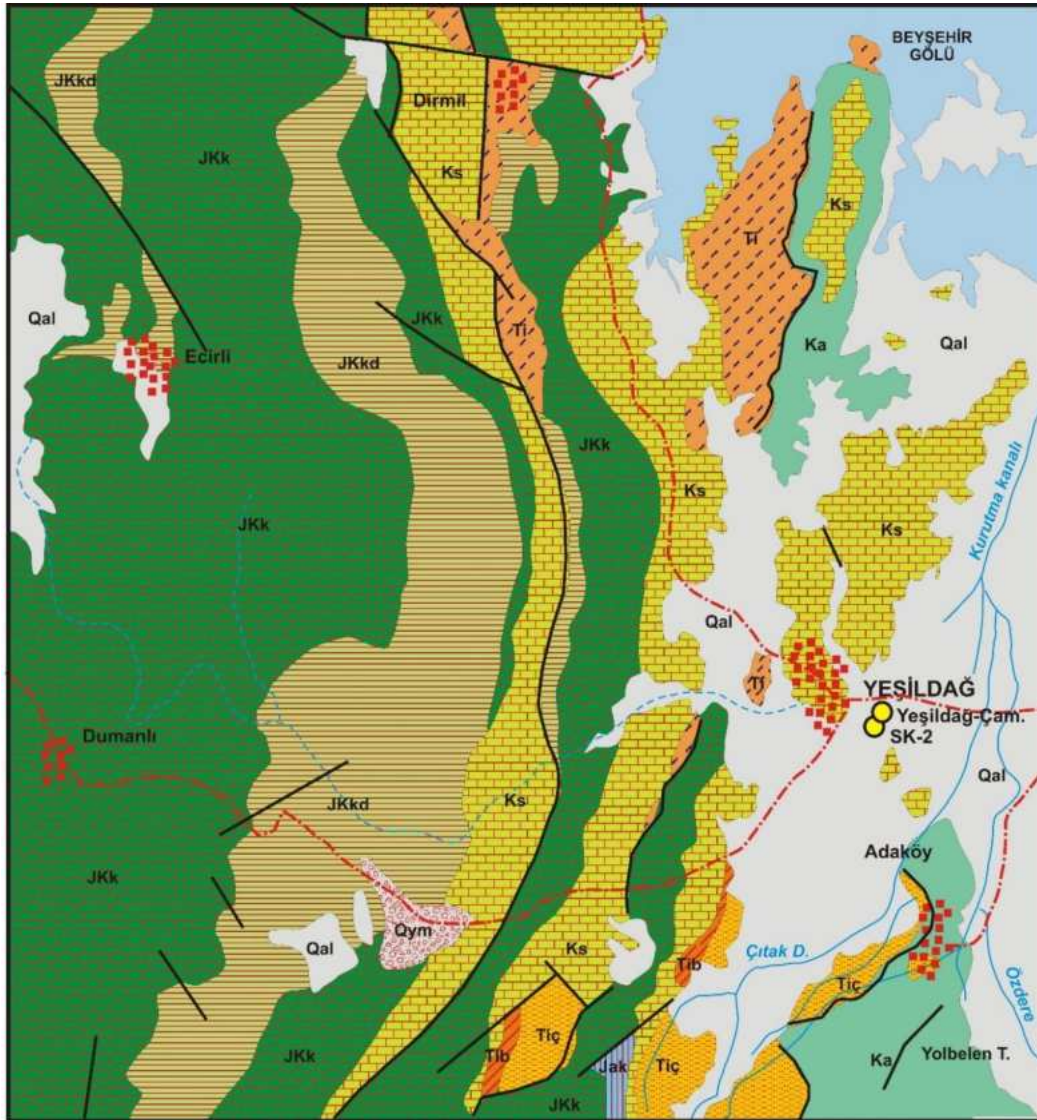 BEYŞEHİR
GÖLÜ
JKkd
Dirmil
JKk
Ks
Ks
Ti
Qal
JKk
Ti
Ka
Qal
Ecirli
JKkd
JKk
Ks
Ks
Kurutma kanalı
JKk
Qal
Ti
YEŞİLDAĞ
Yeşildağ-Çam.
SK-2
Dumanlı
Qal
JKkd
Ks
Adaköy
JKk
Qym
Qal
Ks
Çıtak D.
Tib
Tiç
Özdere
Tiç
JKk
Tib
Jak
Tiç
Ka
Yolbelen T.
JKk